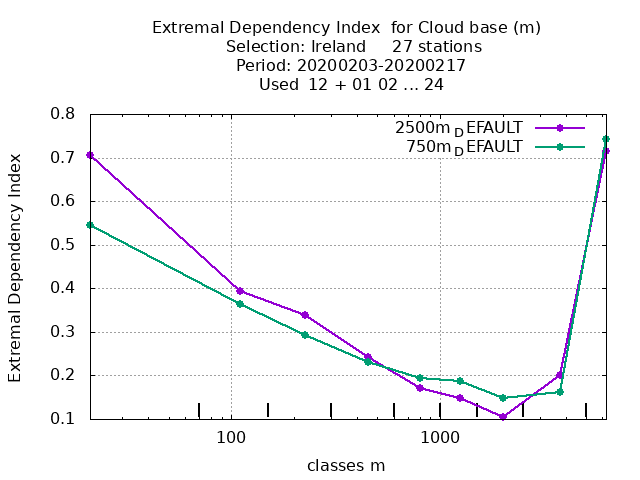 Extremal Dependency Index  for Cloud base (m)
Selection: Ireland     27 stations
Period: 20200203-20200217
Used  12 + 01 02 ... 24
0.8
0.7
0.6
0.5
0.4
0.3
0.2
0.1
Extremal Dependency Index
2500m_DEFAULT
750m_DEFAULT
100
1000
classes m